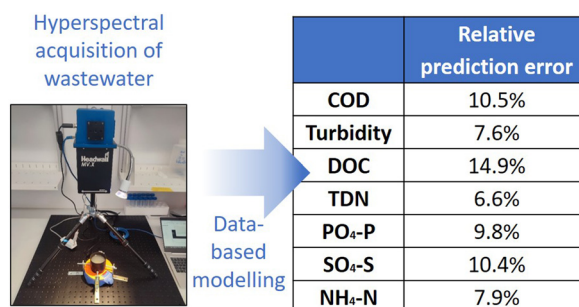 Hyperspectral
acquisition of
wastewater
Headwall
MV.X
Data-
based
modelling
Relative
prediction error
COD 10.5%
Turbidity 7.6%
DOC 14.9%
TDN 6.6%
PO₄-P 9.8%
SO₄-S 10.4%
NH₄-N 7.9%